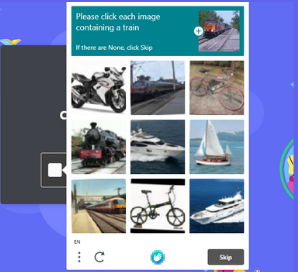 Please click each image
containing a train
If there are None, click Skip
EN
Skip